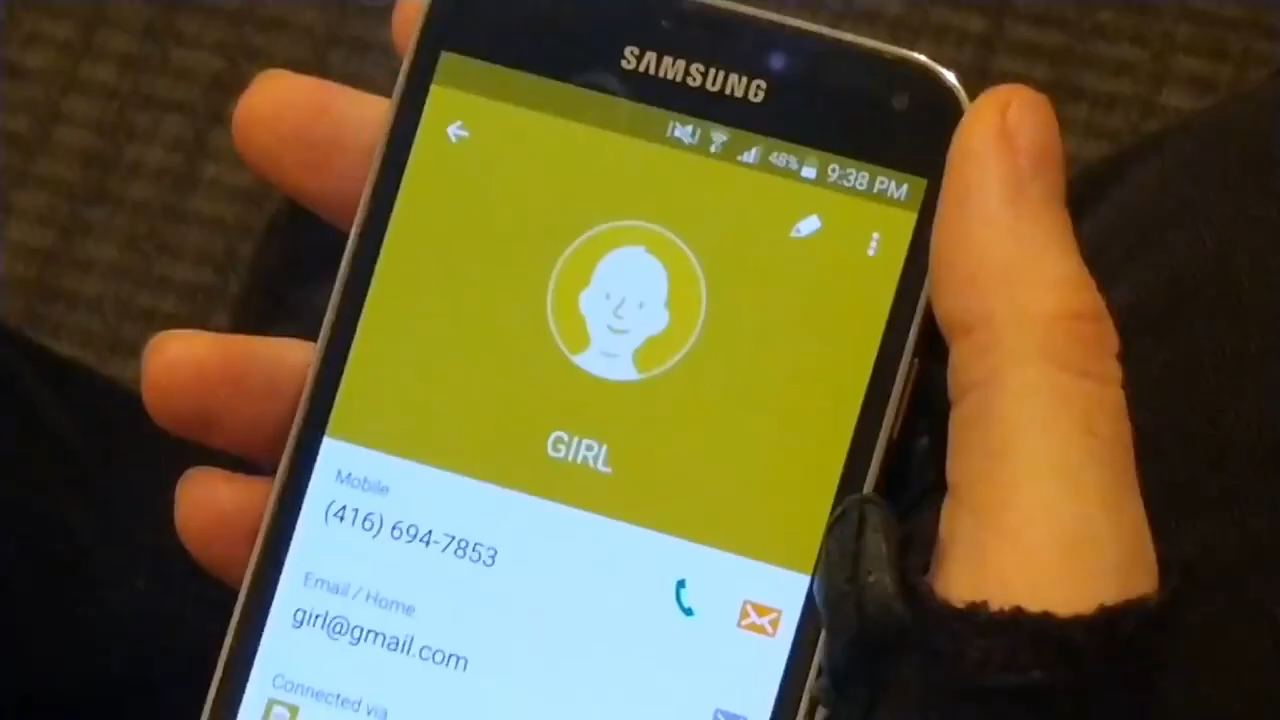 SAMSUNG
48% 9:38 PM
GIRL
Mobile
(416) 694-7853
Email / Home
girl@gmail.com
Connected via